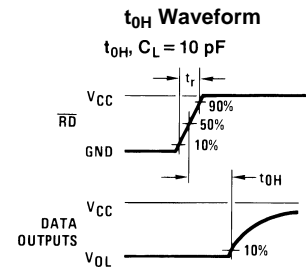 t0H Waveform
t0H, CL = 10 pF
tr
VCC
90%
RD
50%
10%
GND
t0H
VCC
DATA
OUTPUTS
10%
VOL